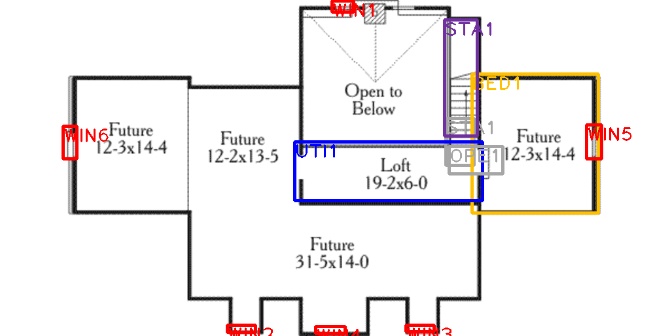 WIN1
STA1
BED1
Open to
Below
STA1
WIN6
Future
12-3x14-4
Future
12-2x13-5
WIN5
Future
12-3x14-4
UTI1
OPE1
Loft
19-2x6-0
Future
31-5x14-0
WIN2
WIN4
WIN3